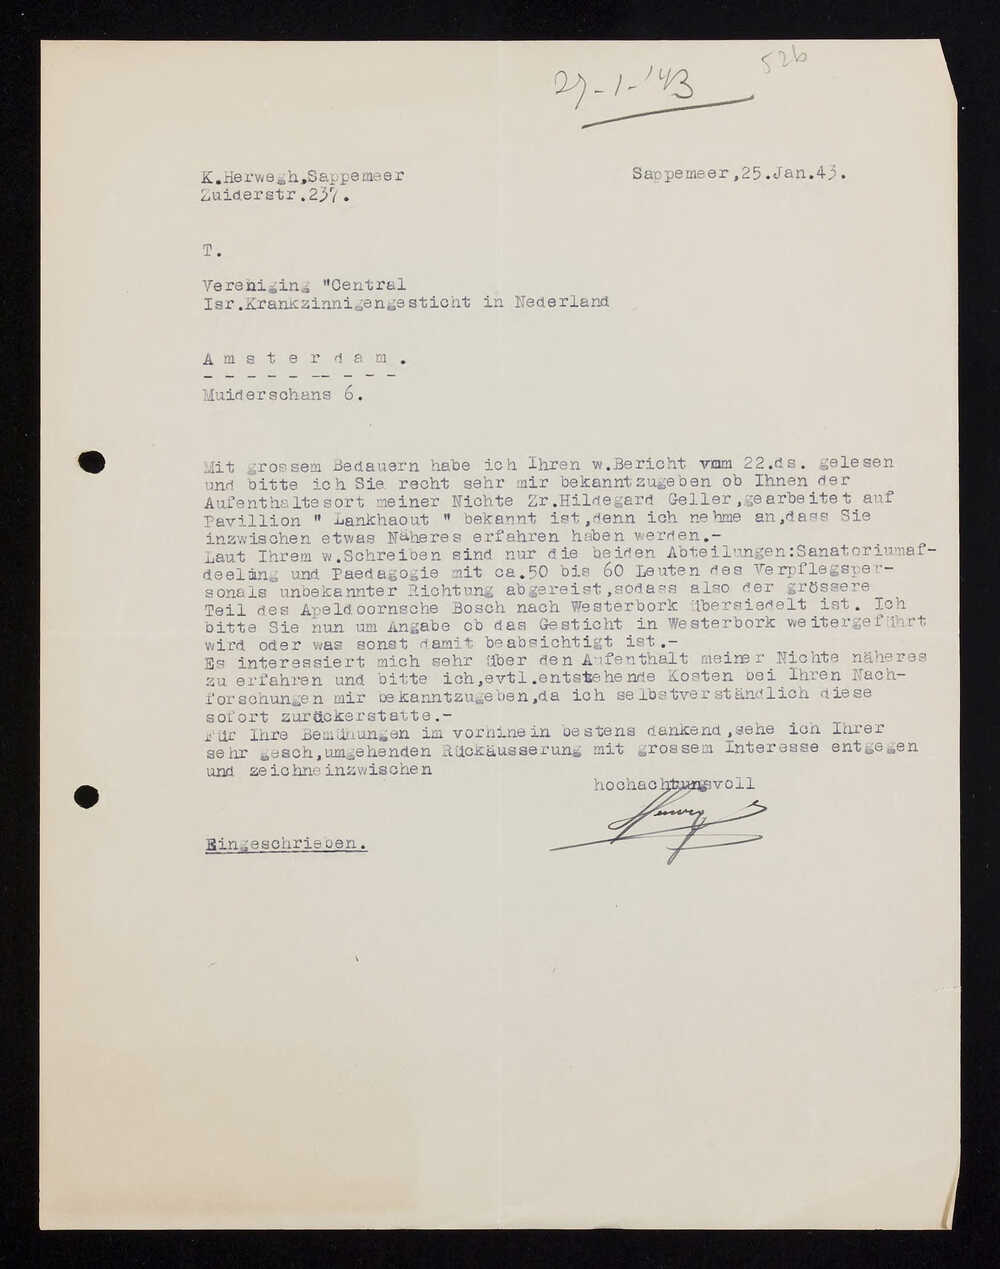 27-1-'43
526
K.Herwegh,Sappemeer
Sappemeer,25.Jan.43.
Zuiderstr.237.
T.
Vereniging "Central
Isr.Krankzinnigengesticht in Nederland
A m s t e r d a m .
Muiderschans 6.
Mit grossem Bedauern habe ich Ihren w.Bericht vom 22.ds. gelesen
und bitte ich Sie recht sehr mir bekanntzugeben ob Ihnen der
Aufenthaltesort meiner Nichte Zr.Hildegard Geller,gearbeitet auf
Pavillion " Lankhaout " bekannt ist,denn ich nehme an,dass Sie
inzwischen etwas Näheres erfahren haben werden.-
Laut Ihrem w.Schreiben sind nur die beiden Abteilungen:Sanatoriumaf-
deeling und Paedagogie mit ca.50 bis 60 Leuten des Verpflegsper-
sonals unbekannter Richtung abgereist,sodass also der grössere
Teil des Apeldoornsche Bosch nach Westerbork übersiedelt ist. Ich
bitte Sie nun um Angabe ob das Gesticht in Westerbork weitergeführt
wird oder was sonst damit beabsichtigt ist.-
Es interessiert mich sehr über den Aufenthalt meiner Nichte näheres
zu erfahren und bitte ich,evtl.entstehende Kosten bei Ihren Nach-
forschungen mir bekanntzugeben,da ich selbstverständlich diese
sofort zurückerstatte.-
Für Ihre Bemühungen im vorhinein bestens dankend,sehe ich Ihrer
sehr gesch,umgehenden Rückäusserung mit grossem Interesse entgegen
und zeichne inzwischen
hochachtungsvoll
Eingeschrieben.